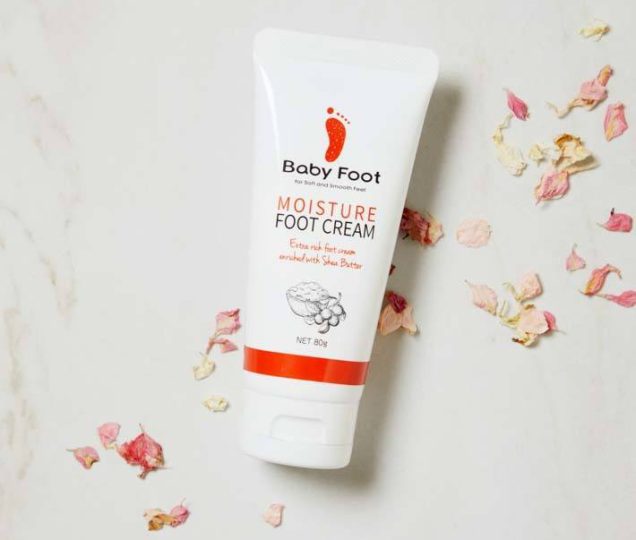 Baby Foot
for Soft and Smooth Feet
MOISTURE
FOOT CREAM
Extra rich foot cream
enriched with Shea Butter
NET 80g